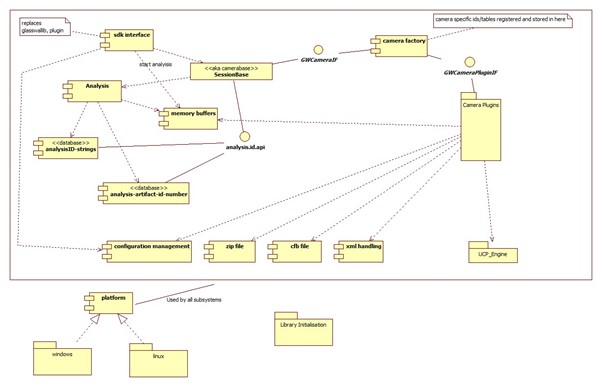 replaces
glasswallib, plugin
camera specific ids/tables registered and stored in here
sdk interface
camera factory
GWCameraIF
start analyisis
<<aka camerabase>>
SessionBase
GWCameraPluginIF
Analysis
memory buffers
Camera Plugins
<<database>>
analysisID-strings
analysis.id.api
<<database>>
analysis-artifact-id-number
configuration management
zip file
cfb file
xml handling
UCP_Engine
platform
Used by all subsystems
Library Initialisation
windows
linux